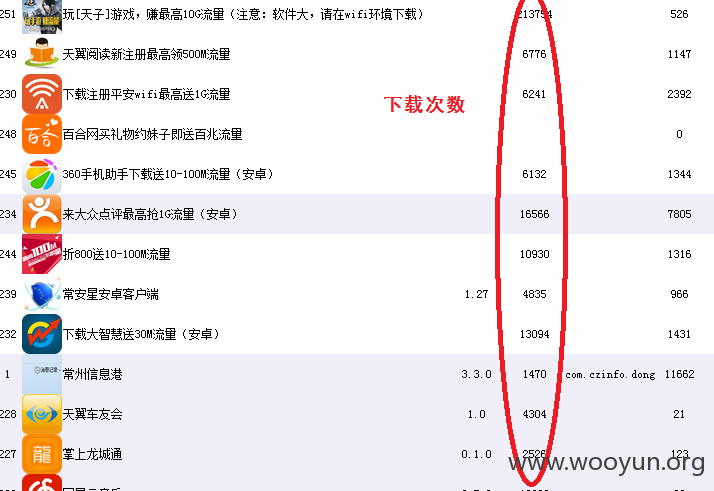 251 玩[天子]游戏，赚最高10G流量（注意：软件大，请在wifi环境下载） 213754 526
249 天翼阅读新注册最高领500M流量 6776 1147
230 下载注册平安wifi最高送1G流量 6241 2392
下载次数
248 百合 百合网买礼物约妹子即送百兆流量 0
245 360手机助手下载送10-100M流量（安卓） 6132 1344
234 来大众点评最高抢1G流量（安卓） 16566 7805
244 100M 折800送10-100M流量 10930 1316
239 常安星安卓客户端 1.27 4835 966
232 下载大智慧送30M流量（安卓） 13094 1431
1 常州信息港 3.3.0 1470 com.czinfo.dong 11662
228 天翼车友会 1.0 4304 21
227 龍 掌上龙城通 0.1.0 2526 123
www.wooyun.org